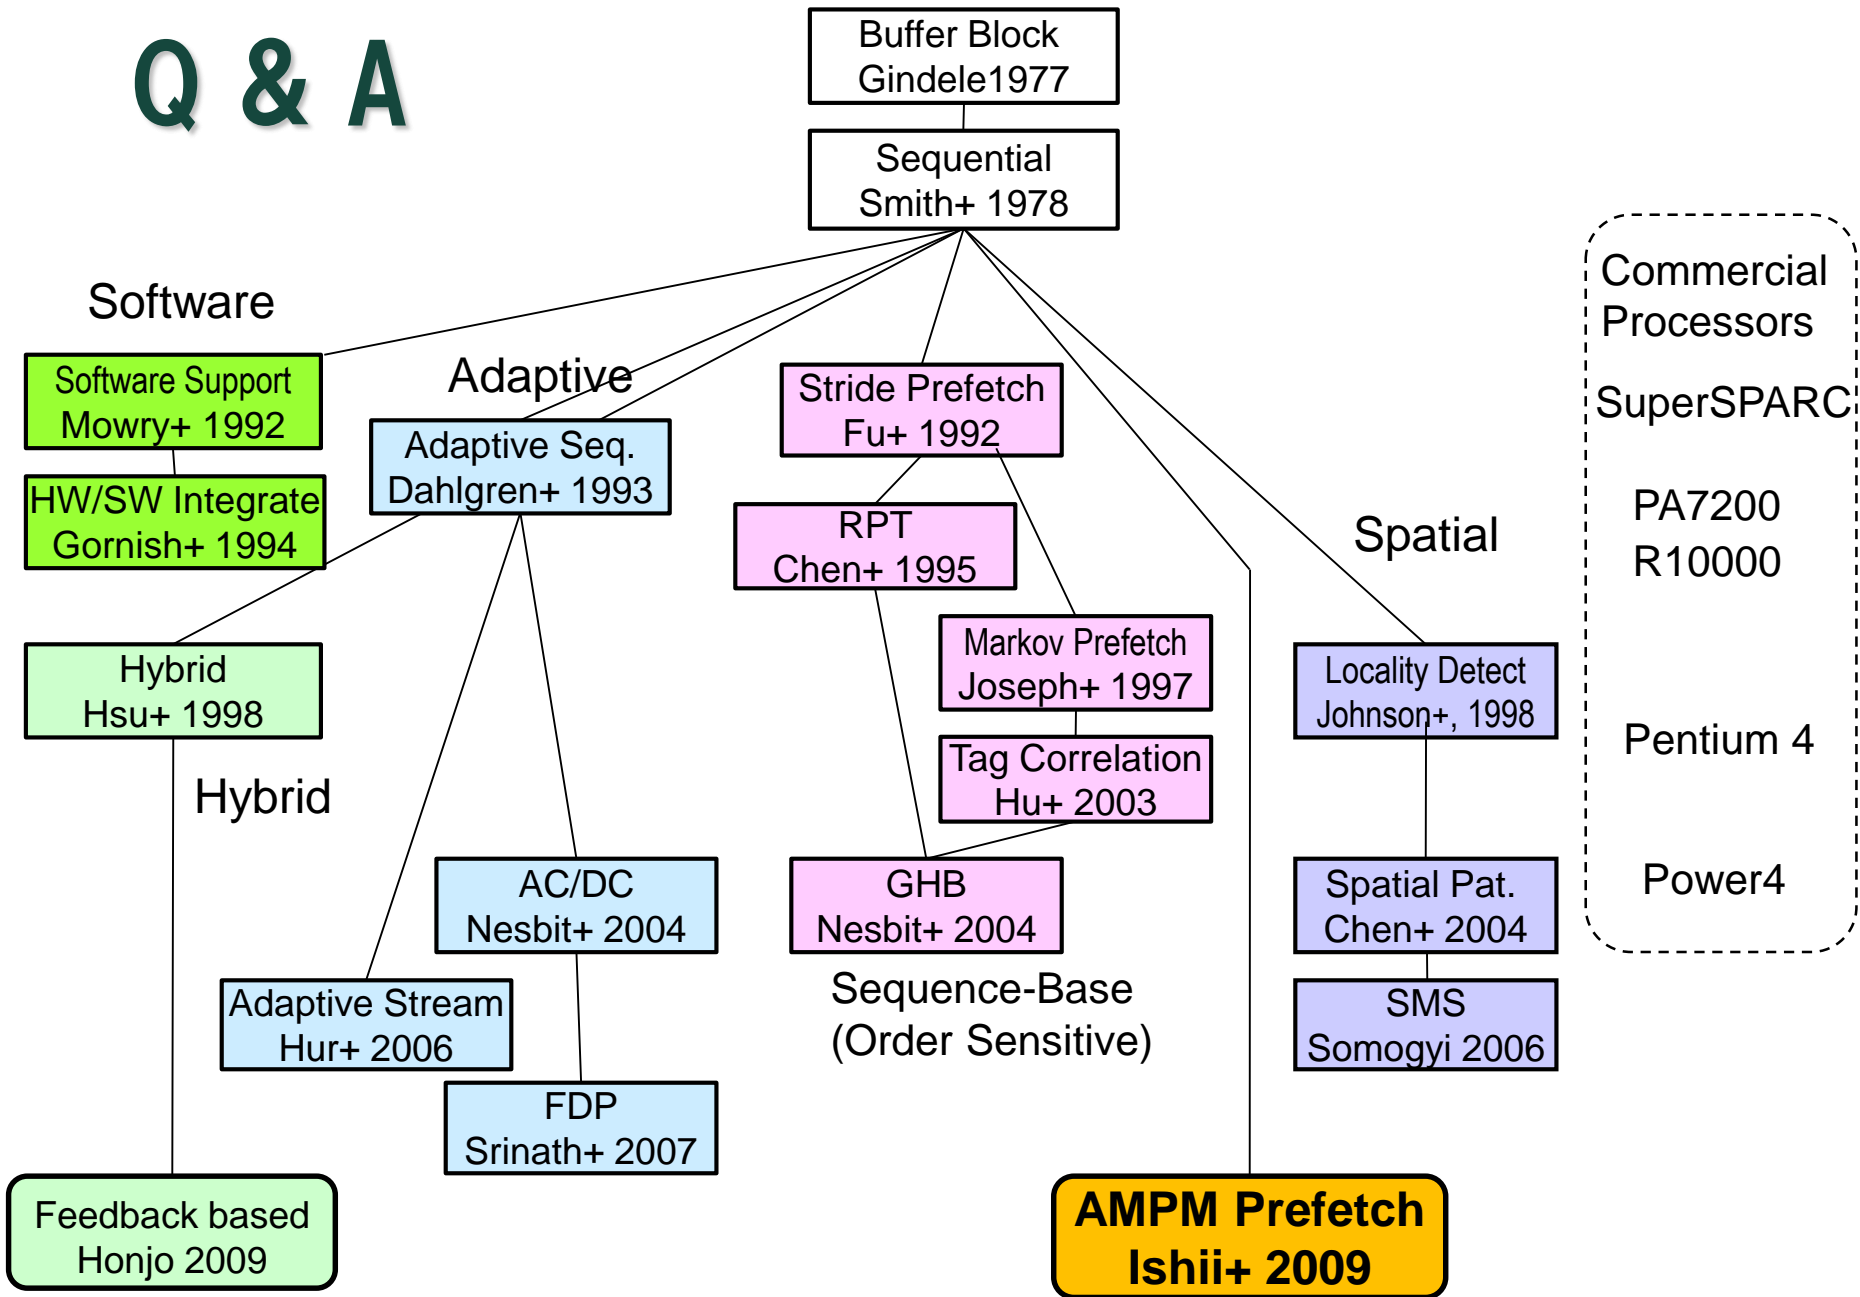 Q & A
Buffer Block
Gindele1977
Sequential
Smith+ 1978
Software
Software Support
Mowry+ 1992
HW/SW Integrate
Gornish+ 1994
Adaptive
Adaptive Seq.
Dahlgren+ 1993
Stride Prefetch
Fu+ 1992
RPT
Chen+ 1995
Markov Prefetch
Joseph+ 1997
Tag Correlation
Hu+ 2003
GHB
Nesbit+ 2004
Sequence-Base
(Order Sensitive)
Spatial
Locality Detect
Johnson+, 1998
Spatial Pat.
Chen+ 2004
SMS
Somogyi 2006
Hybrid
Hsu+ 1998
Hybrid
AC/DC
Nesbit+ 2004
Adaptive Stream
Hur+ 2006
FDP
Srinath+ 2007
Feedback based
Honjo 2009
AMPM Prefetch
Ishii+ 2009
Commercial
Processors
SuperSPARC
PA7200
R10000
Pentium 4
Power4